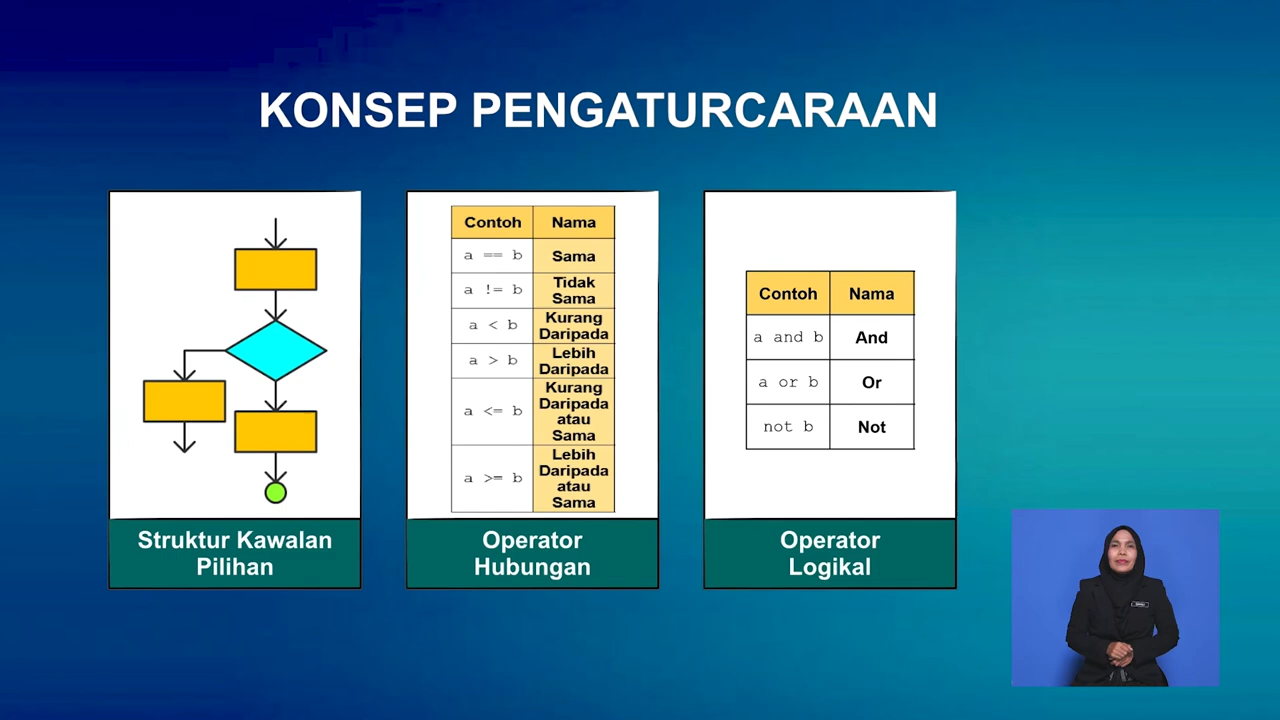 KONSEP PENGATURCARAAN
Struktur Kawalan
Pilihan
Contoh Nama
a == b Sama
a != b Tidak
Sama
a < b Kurang
Daripada
a > b Lebih
Daripada
a <= b Kurang
Daripada
atau
Sama
a >= b Lebih
Daripada
atau
Sama
Operator
Hubungan
Contoh Nama
a and b And
a or b Or
not b Not
Operator
Logikal